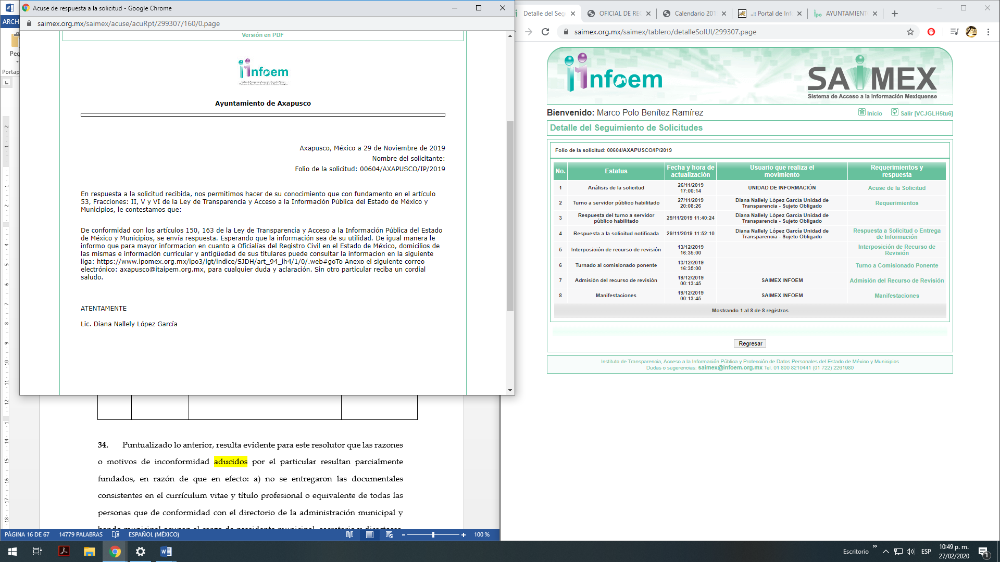 Acuse de respuesta a la solicitud - Google Chrome
saimex.org.mx/saimex/acuse/acuRpt/299307/160/0.page
Versión en PDF
infoem
Ayuntamiento de Axapusco
Axapusco, México a 29 de Noviembre de 2019
Nombre del solicitante:
Folio de la solicitud: 00604/AXAPUSCO/IP/2019
En respuesta a la solicitud recibida, nos permitimos hacer de su conocimiento que con fundamento en el artículo
53, Fracciones: II, V y VI de la Ley de Transparencia y Acceso a la Información Pública del Estado de México y
Municipios, le contestamos que:
De conformidad con los artículos 150, 163 de la Ley de Transparencia y Acceso a la Información Pública del Estado
de México y Municipios, se envía respuesta. Esperando que la información sea de su utilidad. De igual manera le
informo que para mayor informacion en cuanto a Oficialías del Registro Civil en el Estado de México, domicilios de
las mismas e información curricular y antigüedad de sus titulares puede consultar la informacion en la siguiente
liga: https://www.ipomex.org.mx/ipo3/lgt/indice/SJDH/art_94_ih4/1/0/.web#goTo Anexo el siguiente correo
electrónico: axapusco@itaipem.org.mx, para cualquier duda y aclaración. Sin otro particular reciba un cordial
saludo.
ATENTAMENTE
Lic. Diana Nallely López García
ARCH
Peg
Portap
34. Puntualizado lo anterior, resulta evidente para este resolutor que las razones
o motivos de inconformidad aducidos por el particular resultan parcialmente
fundados, en razón de que en efecto: a) no se entregaron las documentales
consistentes en el currículum vitae y título profesional o equivalente de todas las
personas que de conformidad con el directorio de la administración municipal y
bando municipal ocupan el cargo de presidente municipal, secretario y directores,
PÁGINA 16 DE 67 14779 PALABRAS ESPAÑOL (MÉXICO) 100 %
Detalle del Seg OFICIAL DE RE Calendario 201 ..:: Portal de Inf AYUNTAMIENT
saimex.org.mx/saimex/tablero/detalleSolUI/299307.page
infoem
SAIMEX
Sistema de Acceso a la Información Mexiquense
Bienvenido: Marco Polo Benítez Ramírez Inicio Salir [VCJGLH5tu6]
Detalle del Seguimiento de Solicitudes
Folio de la solicitud: 00604/AXAPUSCO/IP/2019
No. Estatus Fecha y hora de actualización Usuario que realiza el movimiento Requerimientos y respuesta
1 Análisis de la solicitud 26/11/2019 17:00:14 UNIDAD DE INFORMACIÓN Acuse de la Solicitud
2 Turno a servidor público habilitado 27/11/2019 20:08:26 Diana Nallely López García Unidad de Transparencia - Sujeto Obligado Requerimientos
3 Respuesta del turno a servidor público habilitado 29/11/2019 11:40:24 Diana Nallely López García Unidad de Transparencia - Sujeto Obligado
4 Respuesta a la solicitud notificada 29/11/2019 11:52:10 Diana Nallely López García Unidad de Transparencia - Sujeto Obligado Respuesta a Solicitud o Entrega de Información
5 Interposición de recurso de revisión 13/12/2019 16:35:00 Interposición de Recurso de Revisión
6 Turnado al comisionado ponente 13/12/2019 16:35:00 Turno a Comisionado Ponente
7 Admisión del recurso de revisión 19/12/2019 00:13:45 SAIMEX INFOEM Admisión del Recurso de Revisión
8 Manifestaciones 19/12/2019 00:13:45 SAIMEX INFOEM Manifestaciones
Mostrando 1 al 8 de 8 registros
Regresar
Instituto de Transparencia, Acceso a la Información Pública y Protección de Datos Personales del Estado de México y Municipios
Dudas o sugerencias: saimex@infoem.org.mx Tel. 01 800 8210441 (01 722) 2261980
Escritorio ESP 10:49 p. m.
27/02/2020
1